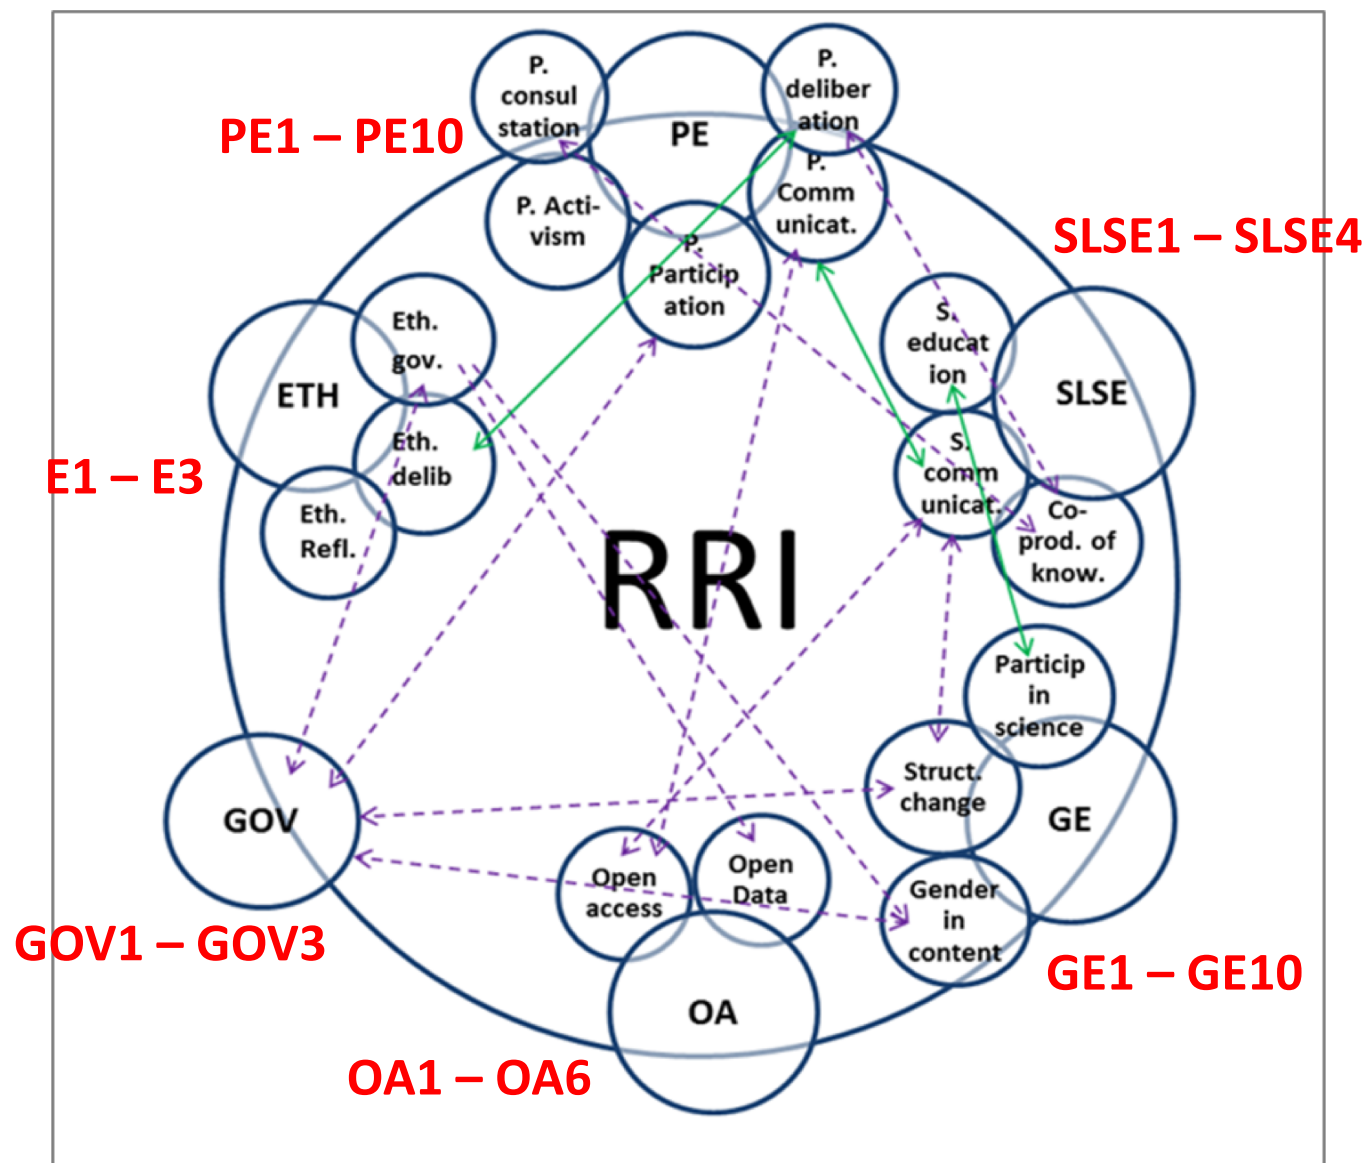 P.
consul
station
PE
P.
deliber
ation
PE1 – PE10
P. Acti-
vism
P.
Particip
ation
P.
Comm
unicat.
SLSE1 – SLSE4
Eth.
gov.
ETH
Eth.
delib
Eth.
Refl.
E1 – E3
S.
educat
ion
SLSE
S.
comm
unicat.
Co-
prod. of
know.
RRI
Particip
in
science
Struct.
change
GE
Gender
in
content
GE1 – GE10
GOV
GOV1 – GOV3
Open
access
Open
Data
OA
OA1 – OA6